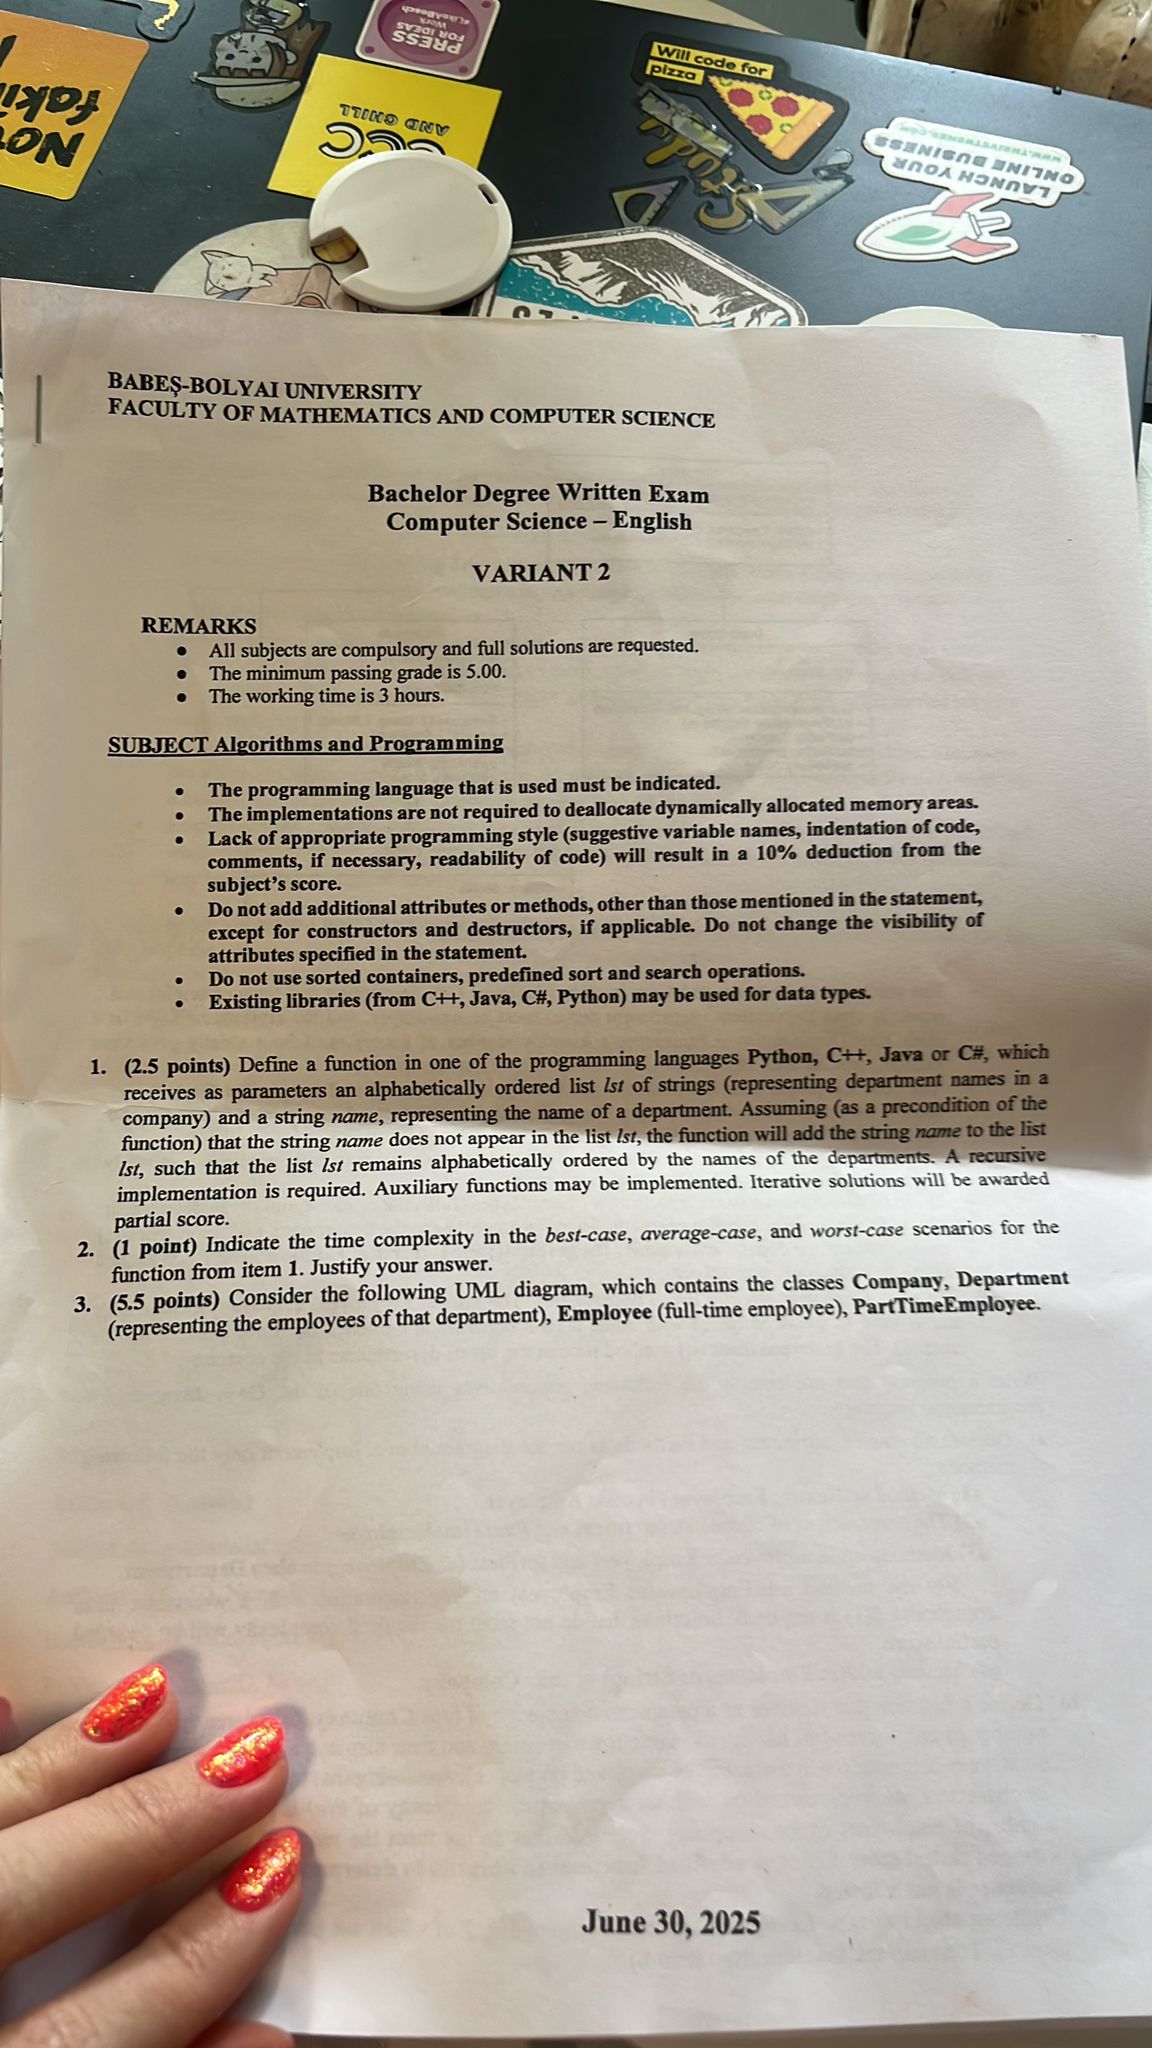 NOT
faki
PRESS
FOR IDEAS
Work
#LikeABosch
CCC
AND CHILL
Will code for
pizza
Study
LAUNCH YOUR
ONLINE BUSINESS
WWW.THRIVETHEMES.COM
BABEȘ-BOLYAI UNIVERSITY
FACULTY OF MATHEMATICS AND COMPUTER SCIENCE
Bachelor Degree Written Exam
Computer Science – English
VARIANT 2
REMARKS
• All subjects are compulsory and full solutions are requested.
• The minimum passing grade is 5.00.
• The working time is 3 hours.
SUBJECT Algorithms and Programming
• The programming language that is used must be indicated.
• The implementations are not required to deallocate dynamically allocated memory areas.
• Lack of appropriate programming style (suggestive variable names, indentation of code,
comments, if necessary, readability of code) will result in a 10% deduction from the
subject's score.
• Do not add additional attributes or methods, other than those mentioned in the statement,
except for constructors and destructors, if applicable. Do not change the visibility of
attributes specified in the statement.
• Do not use sorted containers, predefined sort and search operations.
• Existing libraries (from C++, Java, C#, Python) may be used for data types.
1. (2.5 points) Define a function in one of the programming languages Python, C++, Java or C#, which
receives as parameters an alphabetically ordered list lst of strings (representing department names in a
company) and a string name, representing the name of a department. Assuming (as a precondition of the
function) that the string name does not appear in the list lst, the function will add the string name to the list
lst, such that the list lst remains alphabetically ordered by the names of the departments. A recursive
implementation is required. Auxiliary functions may be implemented. Iterative solutions will be awarded
partial score.
2. (1 point) Indicate the time complexity in the best-case, average-case, and worst-case scenarios for the
function from item 1. Justify your answer.
3. (5.5 points) Consider the following UML diagram, which contains the classes Company, Department
(representing the employees of that department), Employee (full-time employee), PartTimeEmployee.
June 30, 2025